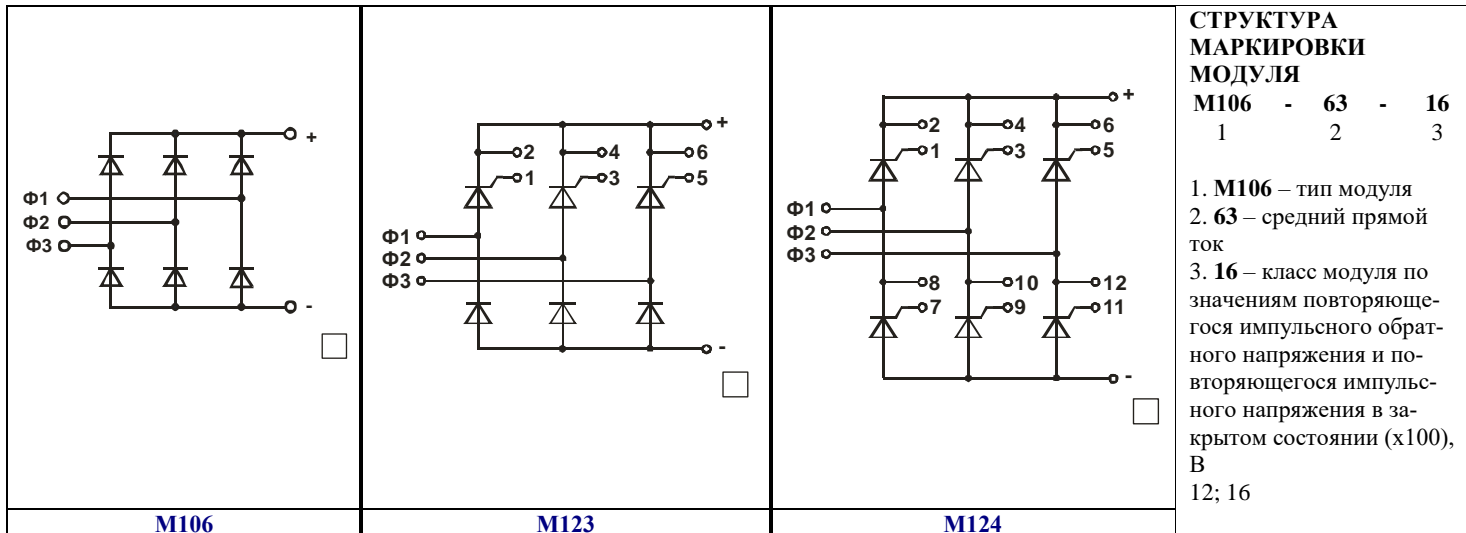 +
Ф1
Ф2
Ф3
-
М106
+
2 4 6
1 3 5
Ф1
Ф2
Ф3
-
М123
+
2 4 6
1 3 5
Ф1
Ф2
Ф3
8 10 12
7 9 11
-
М124
СТРУКТУРА
МАРКИРОВКИ
МОДУЛЯ
М106 - 63 - 16
1 2 3
1. М106 – тип модуля
2. 63 – средний прямой
ток
3. 16 – класс модуля по
значениям повторяюще-
гося импульсного обрат-
ного напряжения и по-
вторяющегося импульс-
ного напряжения в за-
крытом состоянии (х100),
В
12; 16